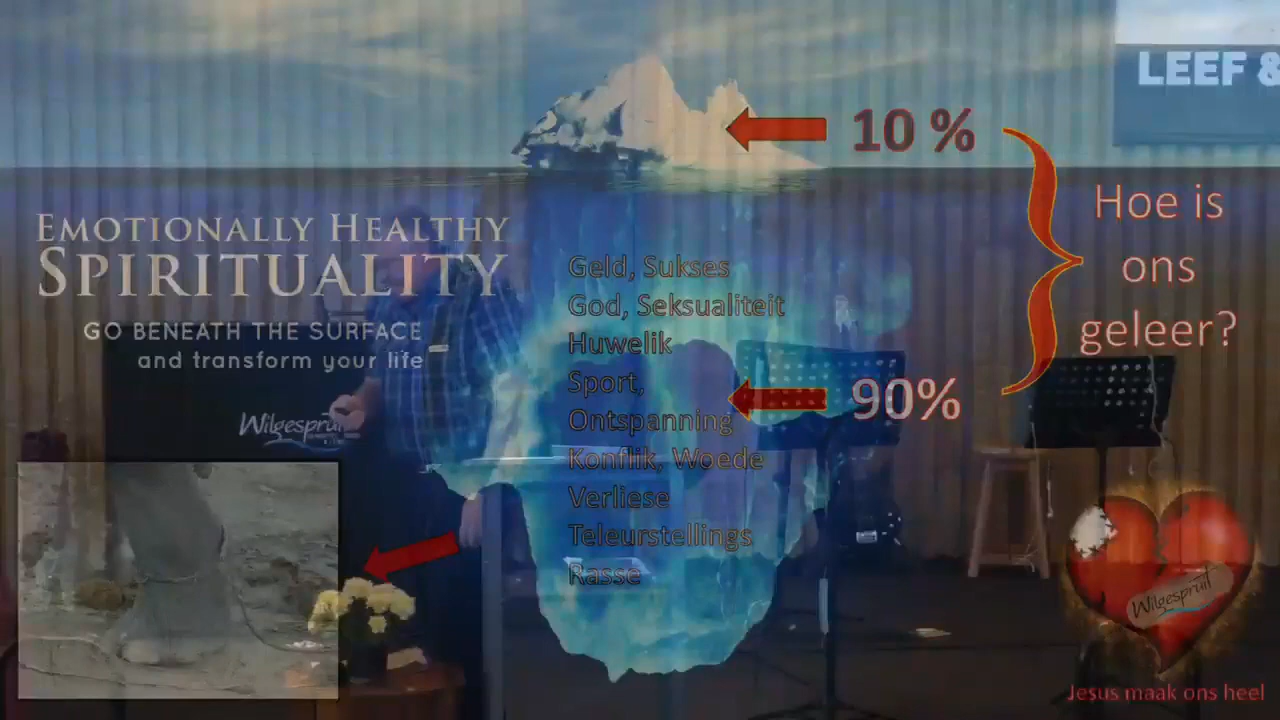 LEEF &
10 %
EMOTIONALLY HEALTHY
SPIRITUALITY
GO BENEATH THE SURFACE
and transform your life
Hoe is
ons
geleer?
Geld, Sukses
God, Seksualiteit
Huwelik
Sport,
Ontspanning
Konflik, Woede
Verliese
Teleurstellings
Rasse
90%
Wilgespruit
Wilgespruit
Jesus maak ons heel